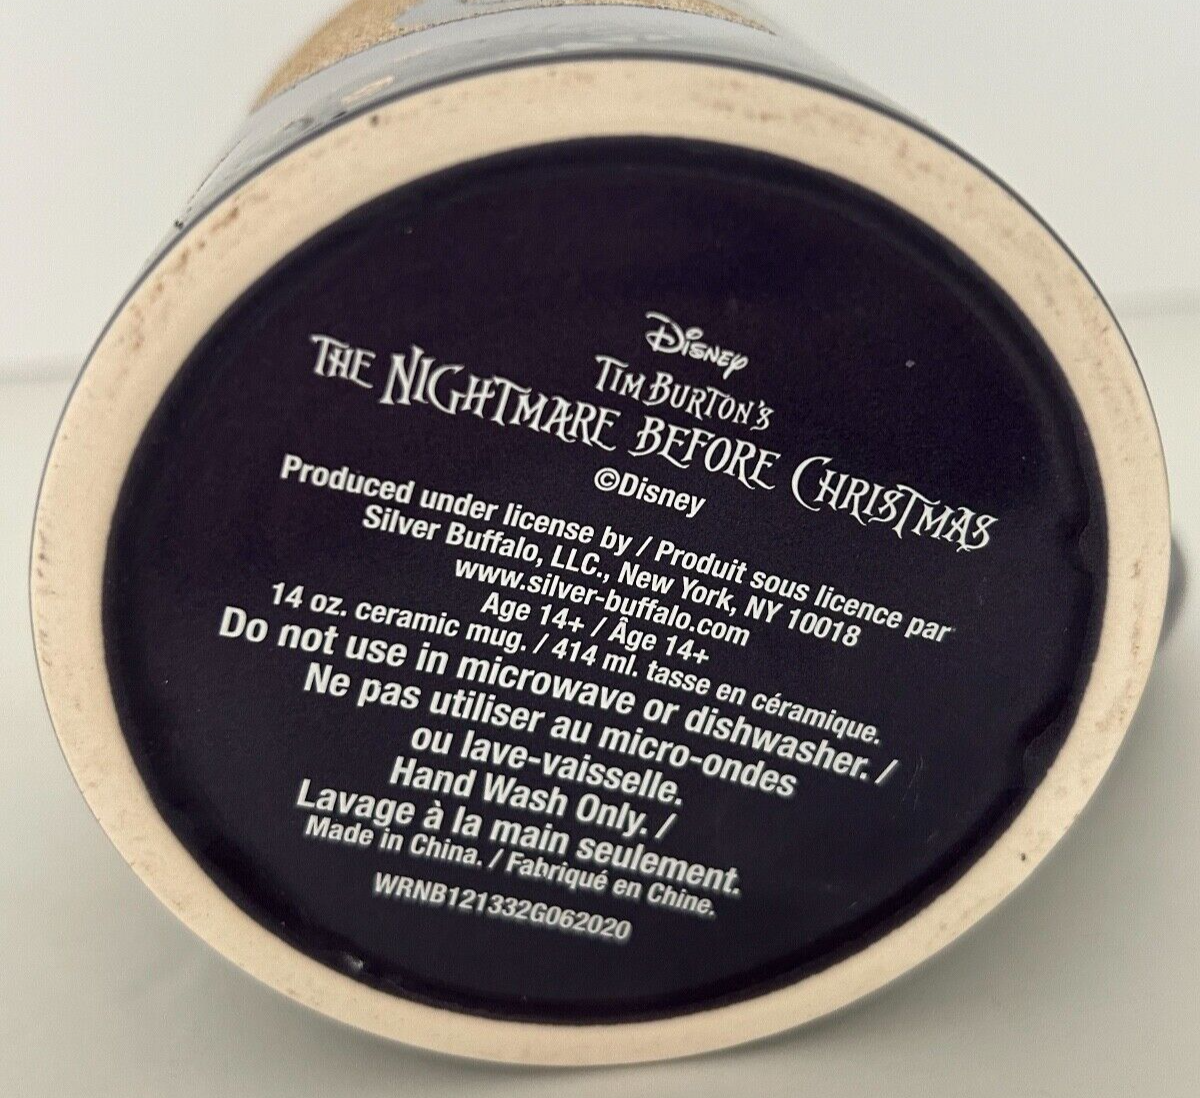 Disney
TIM BURTON'S
THE NIGHTMARE BEFORE CHRISTMAS
©Disney
Produced under license by / Produit sous licence par
Silver Buffalo, LLC., New York, NY 10018
www.silver-buffalo.com
Age 14+ / Âge 14+
14 oz. ceramic mug. / 414 ml. tasse en céramique.
Do not use in microwave or dishwasher. /
Ne pas utiliser au micro-ondes
ou lave-vaisselle.
Hand Wash Only. /
Lavage à la main seulement.
Made in China. / Fabriqué en Chine.
WRNB121332G062020